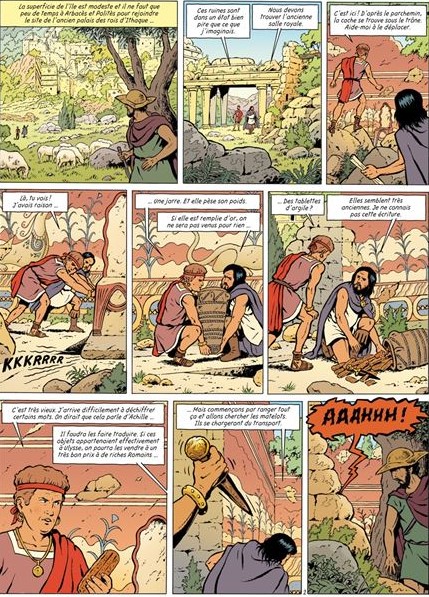 La superficie de l'île est modeste et il ne faut que
peu de temps à Arbacès et Politès pour rejoindre
le site de l'ancien palais des rois d'Ithaque ...
Ces ruines sont
dans un état bien
pire que ce que
j'imaginais.
Nous devons
trouver l'ancienne
salle royale.
C'est ici ! D'après le parchemin,
la cache se trouve sous le trône.
Aide-moi à le déplacer.
Là, tu vois !
J'avais raison ...
KKKRRRR
... Une jarre. Et elle pèse son poids.
Si elle est remplie d'or, on
ne sera pas venus pour rien ...
... Des tablettes
d'argile ?
Elles semblent très
anciennes. Je ne connais
pas cette écriture.
C'est très vieux. J'arrive difficilement à déchiffrer
certains mots. On dirait que cela parle d'Achille ...
Il faudra les faire traduire. Si ces
objets appartenaient effectivement
à Ulysse, on pourra les vendre à un
très bon prix à de riches Romains ...
... Mais commençons par ranger tout
ça et allons chercher les matelots.
Ils se chargeront du transport.
AAAHHH !